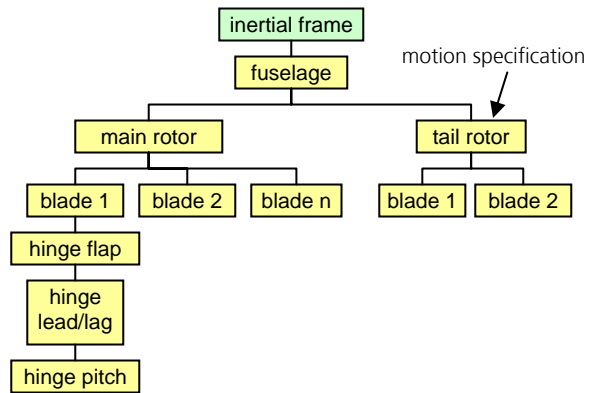 inertial frame
fuselage
motion specification
main rotor
tail rotor
blade 1
blade 2
blade n
blade 1
blade 2
hinge flap
hinge
lead/lag
hinge pitch